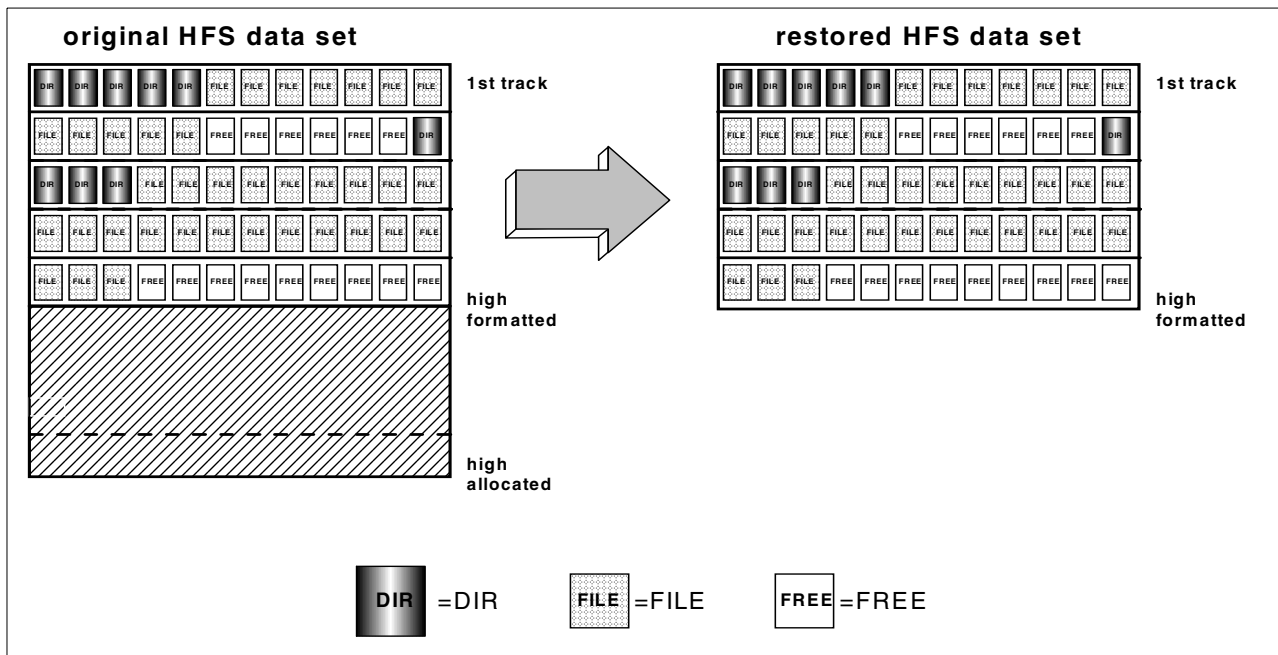 original HFS data set restored HFS data set
DIR DIR DIR DIR DIR FILE FILE FILE FILE FILE FILE FILE 1st track DIR DIR DIR DIR DIR FILE FILE FILE FILE FILE FILE FILE 1st track
FILE FILE FILE FILE FILE FREE FREE FREE FREE FREE FREE DIR FILE FILE FILE FILE FILE FREE FREE FREE FREE FREE FREE DIR
DIR DIR DIR FILE FILE FILE FILE FILE FILE FILE FILE FILE DIR DIR DIR FILE FILE FILE FILE FILE FILE FILE FILE FILE
FILE FILE FILE FILE FILE FILE FILE FILE FILE FILE FILE FILE FILE FILE FILE FILE FILE FILE FILE FILE FILE FILE FILE FILE
FILE FILE FILE FREE FREE FREE FREE FREE FREE FREE FREE FREE FILE FILE FILE FREE FREE FREE FREE FREE FREE FREE FREE FREE
high high
formatted formatted
high
allocated
DIR =DIR FILE =FILE FREE =FREE